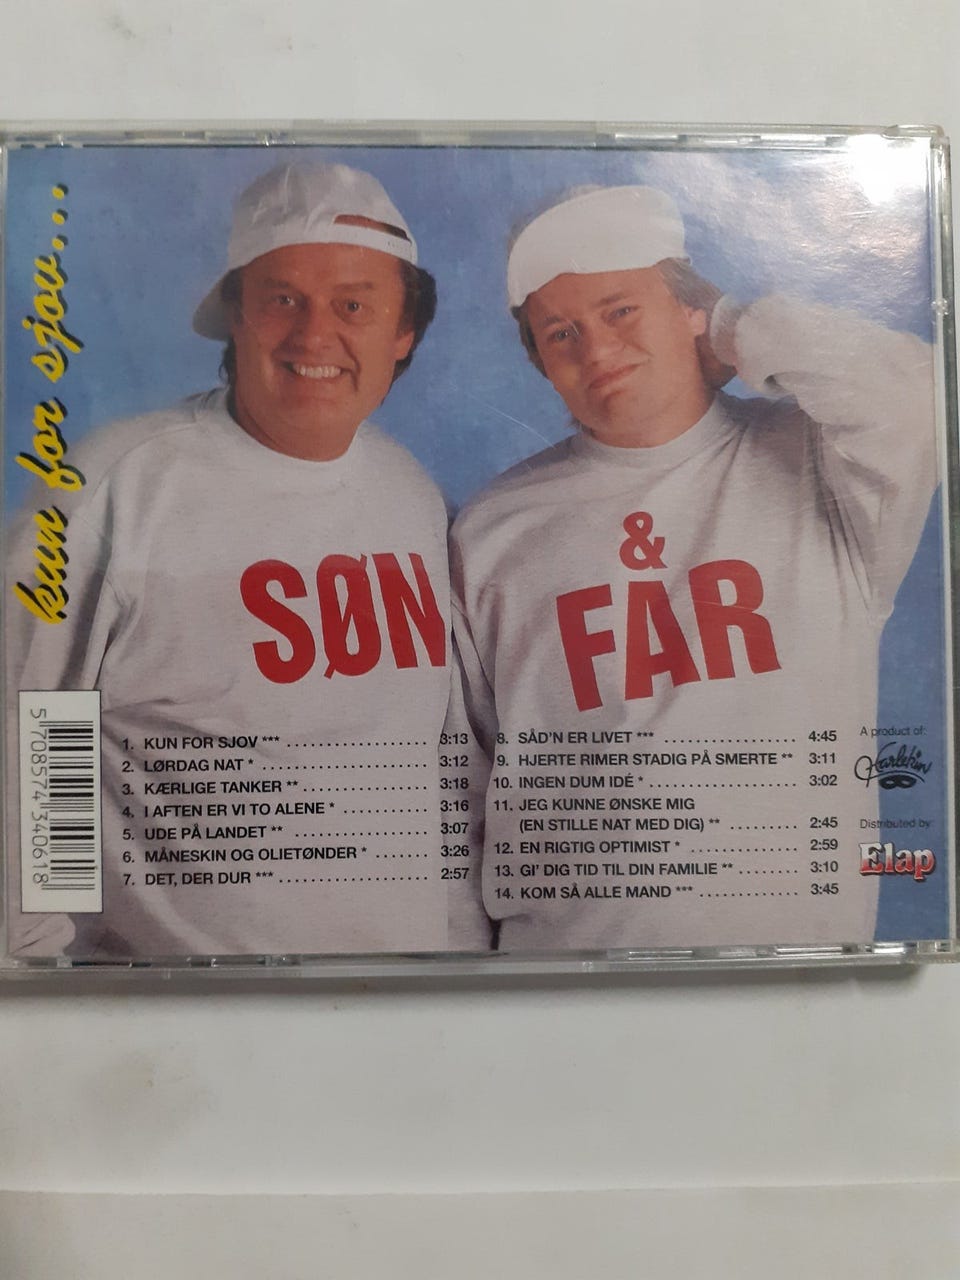 kun for sjov...
SØN
&
FAR
1. KUN FOR SJOV *** .................. 3:13
2. LØRDAG NAT * ...................... 3:12
3. KÆRLIGE TANKER ** ................. 3:18
4. I AFTEN ER VI TO ALENE * .......... 3:16
5. UDE PÅ LANDET ** .................. 3:07
6. MÅNESKIN OG OLIETØNDER * ....... 3:26
7. DET, DER DUR *** ................... 2:57
8. SÅD'N ER LIVET *** .................. 4:45
9. HJERTE RIMER STADIG PÅ SMERTE ** 3:11
10. INGEN DUM IDÉ * .................. 3:02
11. JEG KUNNE ØNSKE MIG
(EN STILLE NAT MED DIG) ** ......... 2:45
12. EN RIGTIG OPTIMIST * .............. 2:59
13. GI' DIG TID TIL DIN FAMILIE ** ........ 3:10
14. KOM SÅ ALLE MAND *** ............. 3:45
A product of:
Harlekin
Distributed by:
Elap
5 708574 340618